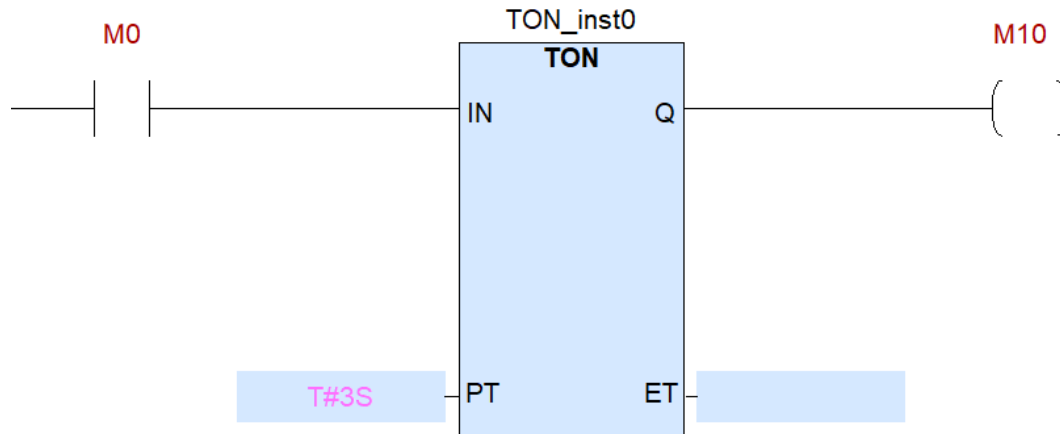 TON_inst0
M0
M10
TON
IN
Q
T#3S
PT
ET